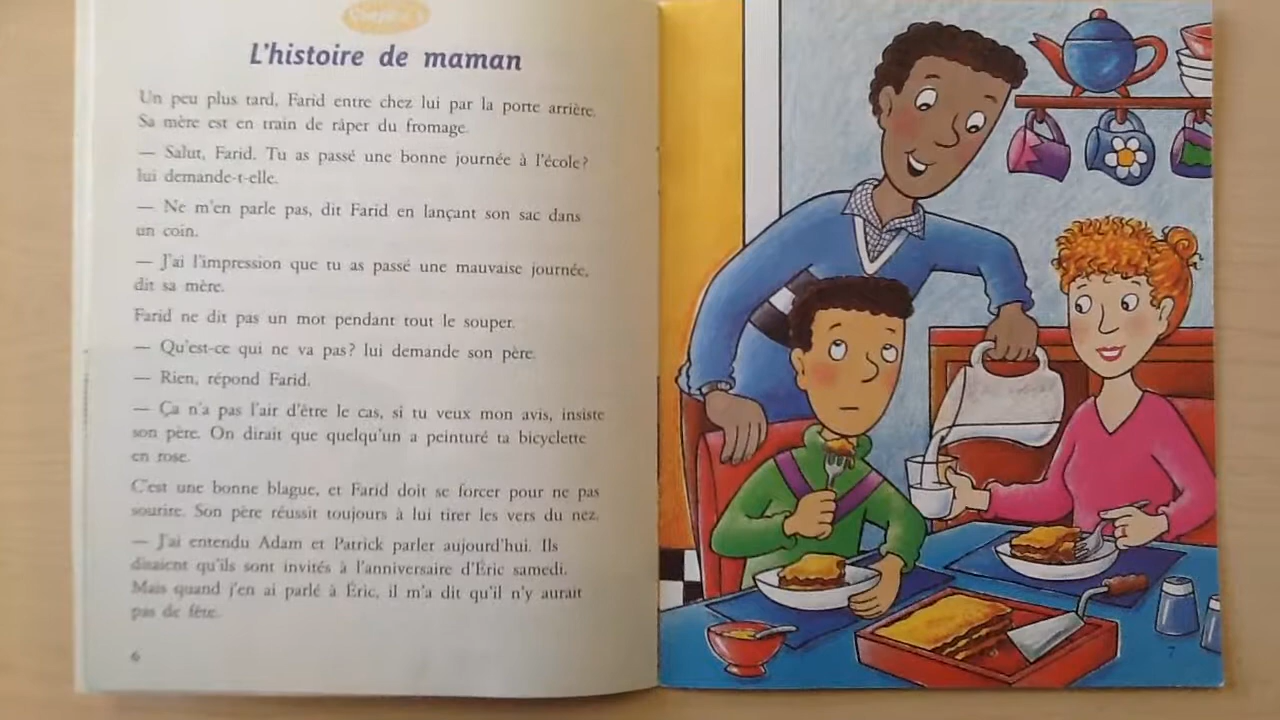 L'histoire de maman
Un peu plus tard, Farid entre chez lui par la porte arrière.
Sa mère est en train de râper du fromage.
— Salut, Farid. Tu as passé une bonne journée à l'école?
lui demande-t-elle.
— Ne m'en parle pas, dit Farid en lançant son sac dans
un coin.
— J'ai l'impression que tu as passé une mauvaise journée,
dit sa mère.
Farid ne dit pas un mot pendant tout le souper.
— Qu'est-ce qui ne va pas? lui demande son père.
— Rien, répond Farid.
— Ça n'a pas l'air d'être le cas, si tu veux mon avis, insiste
son père. On dirait que quelqu'un a peinturé ta bicyclette
en rose.
C'est une bonne blague, et Farid doit se forcer pour ne pas
sourire. Son père réussit toujours à lui tirer les vers du nez.
— J'ai entendu Adam et Patrick parler aujourd'hui. Ils
disaient qu'ils sont invités à l'anniversaire d'Éric samedi.
Mais quand j'en ai parlé à Éric, il m'a dit qu'il n'y aurait
pas de fête.
6
7